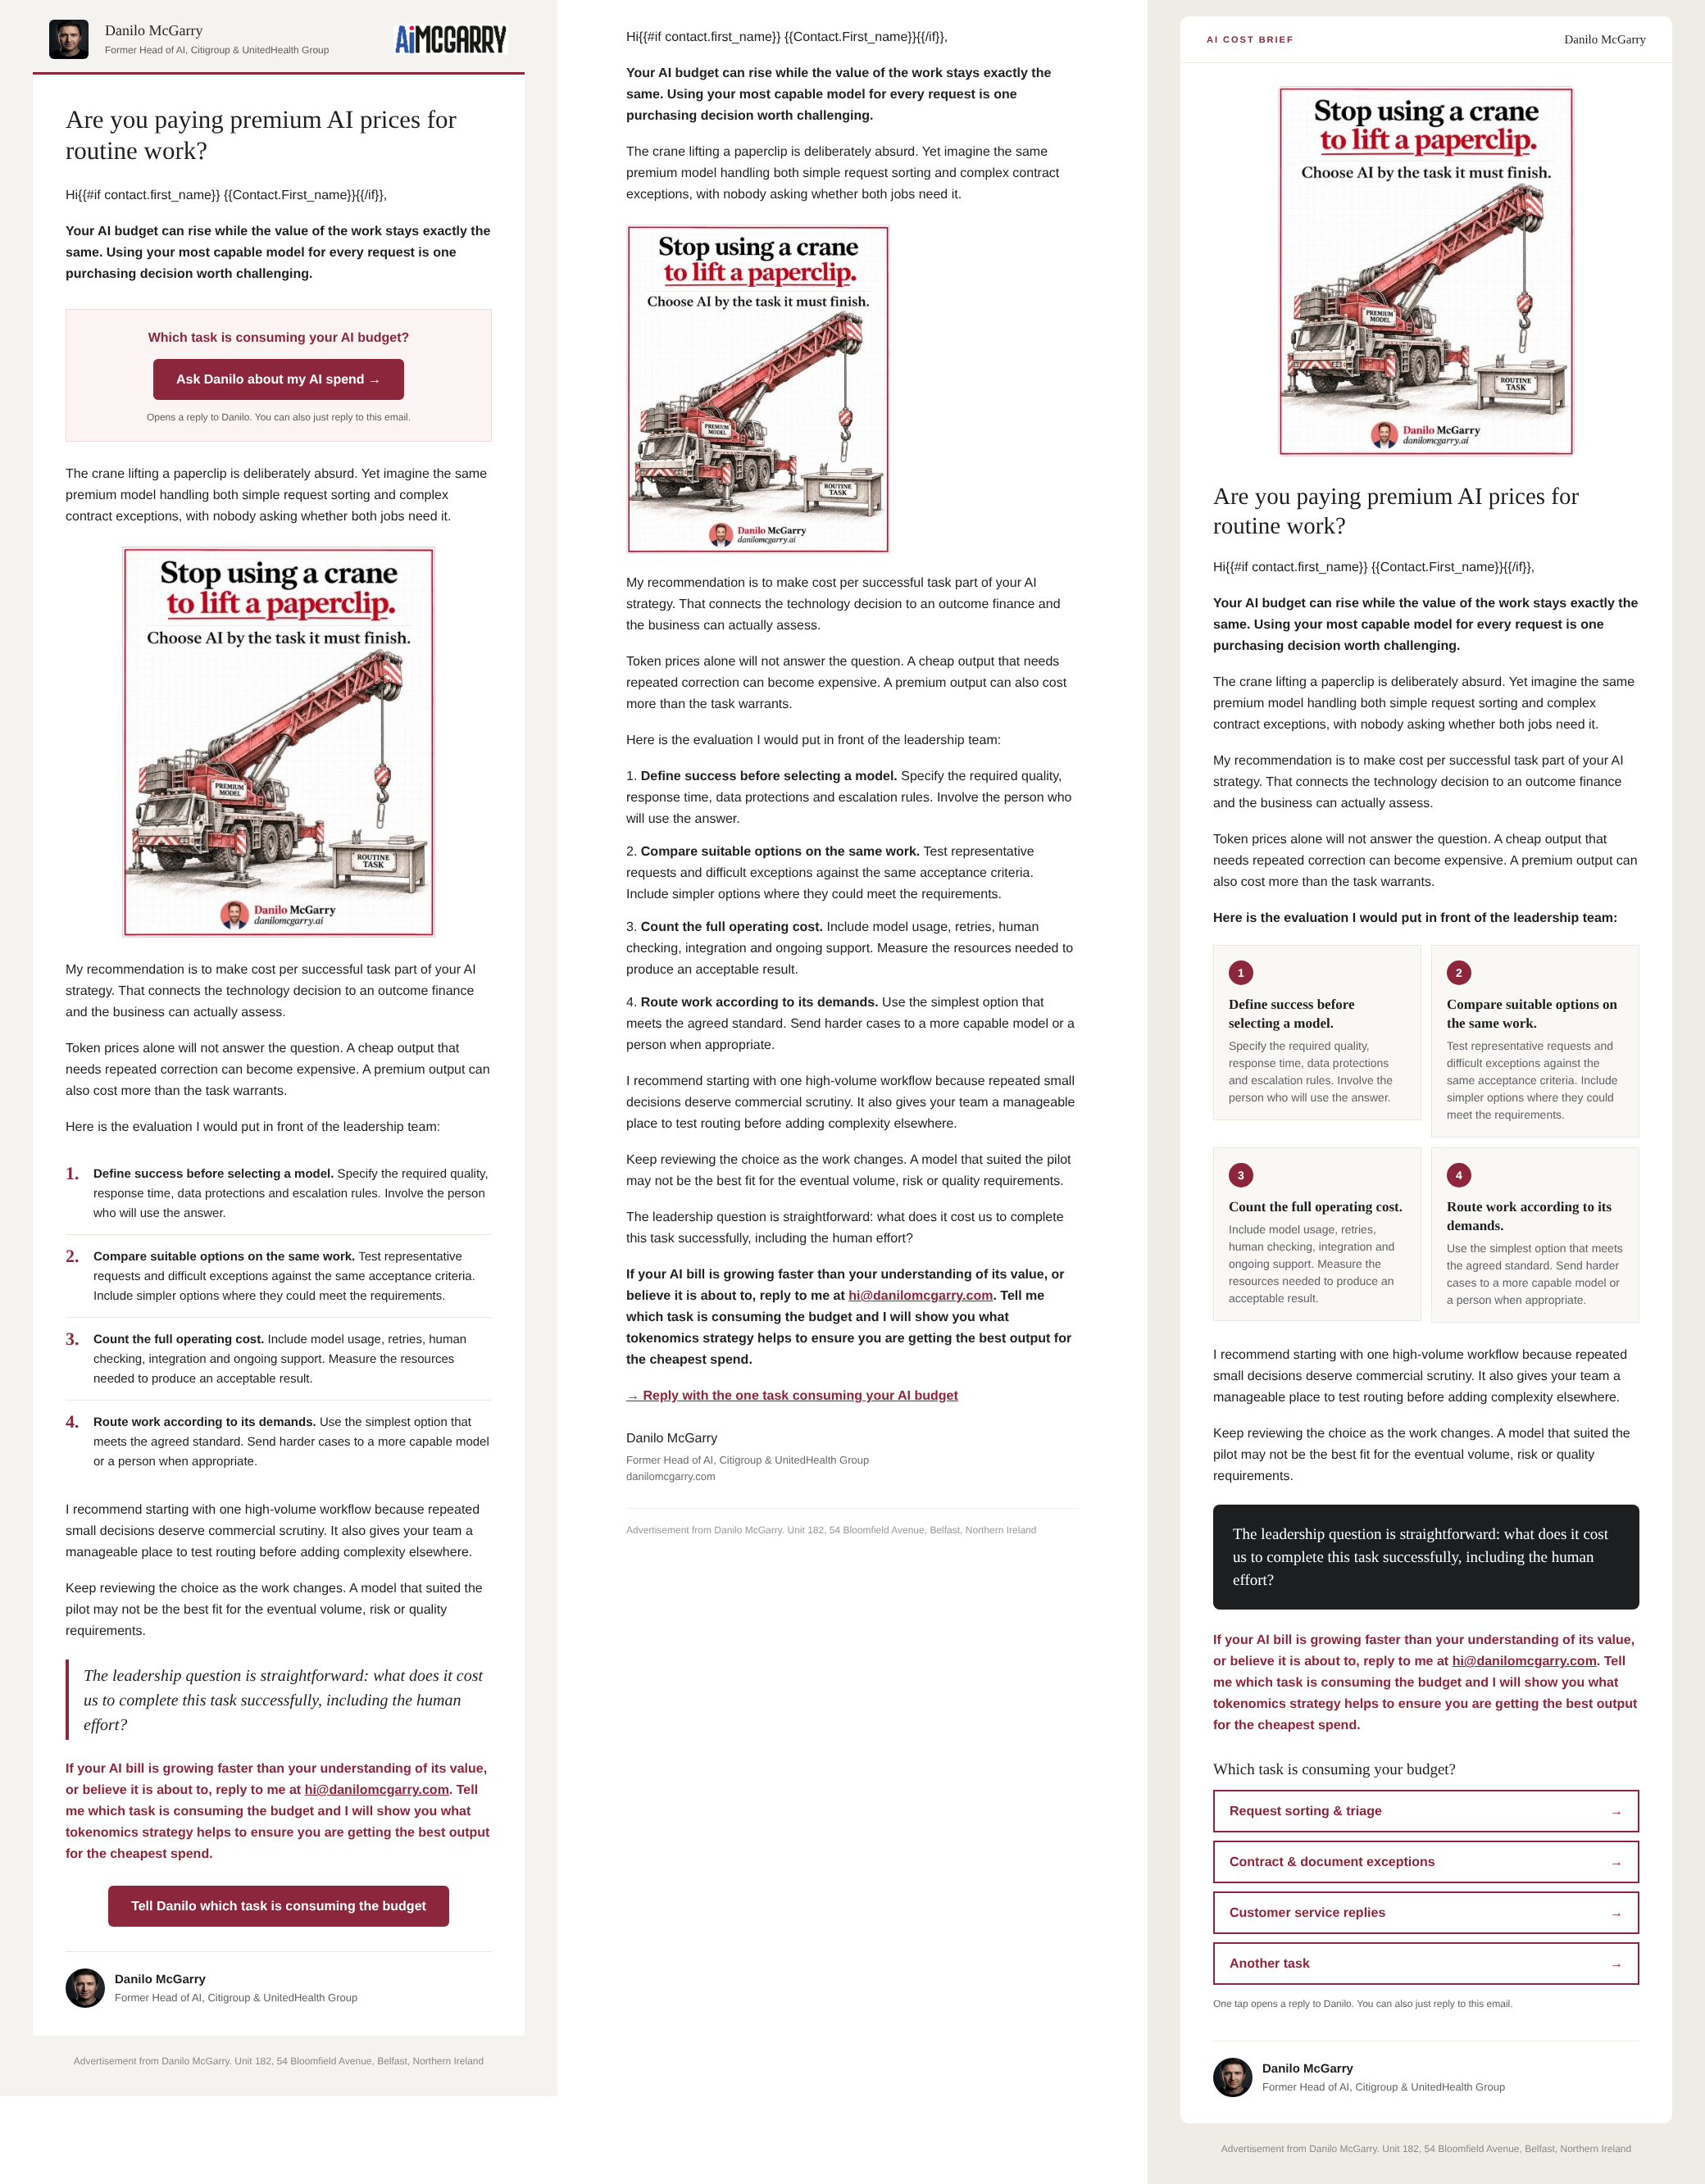 Danilo McGarry
Former Head of AI, Citigroup & UnitedHealth Group
AiMCGARRY
Are you paying premium AI prices for
routine work?
Hi{{#if contact.first_name}} {{Contact.First_name}}{{/if}},
Your AI budget can rise while the value of the work stays exactly the
same. Using your most capable model for every request is one
purchasing decision worth challenging.
Which task is consuming your AI budget?
Ask Danilo about my AI spend →
Opens a reply to Danilo. You can also just reply to this email.
The crane lifting a paperclip is deliberately absurd. Yet imagine the same
premium model handling both simple request sorting and complex
contract exceptions, with nobody asking whether both jobs need it.
Stop using a crane
to lift a paperclip.
Choose AI by the task it must finish.
PREMIUM
MODEL
ROUTINE
TASK
Danilo McGarry
danilomcgarry.ai
My recommendation is to make cost per successful task part of your AI
strategy. That connects the technology decision to an outcome finance
and the business can actually assess.
Token prices alone will not answer the question. A cheap output that
needs repeated correction can become expensive. A premium output can
also cost more than the task warrants.
Here is the evaluation I would put in front of the leadership team:
1. Define success before selecting a model. Specify the required quality,
response time, data protections and escalation rules. Involve the person
who will use the answer.
2. Compare suitable options on the same work. Test representative
requests and difficult exceptions against the same acceptance criteria.
Include simpler options where they could meet the requirements.
3. Count the full operating cost. Include model usage, retries, human
checking, integration and ongoing support. Measure the resources
needed to produce an acceptable result.
4. Route work according to its demands. Use the simplest option that
meets the agreed standard. Send harder cases to a more capable model
or a person when appropriate.
I recommend starting with one high-volume workflow because repeated
small decisions deserve commercial scrutiny. It also gives your team a
manageable place to test routing before adding complexity elsewhere.
Keep reviewing the choice as the work changes. A model that suited the
pilot may not be the best fit for the eventual volume, risk or quality
requirements.
The leadership question is straightforward: what does it cost
us to complete this task successfully, including the human
effort?
If your AI bill is growing faster than your understanding of its value,
or believe it is about to, reply to me at hi@danilomcgarry.com. Tell
me which task is consuming the budget and I will show you what
tokenomics strategy helps to ensure you are getting the best output
for the cheapest spend.
Tell Danilo which task is consuming the budget
Danilo McGarry
Former Head of AI, Citigroup & UnitedHealth Group
Advertisement from Danilo McGarry. Unit 182, 54 Bloomfield Avenue, Belfast, Northern Ireland
Hi{{#if contact.first_name}} {{Contact.First_name}}{{/if}},
Your AI budget can rise while the value of the work stays exactly the
same. Using your most capable model for every request is one
purchasing decision worth challenging.
The crane lifting a paperclip is deliberately absurd. Yet imagine the same
premium model handling both simple request sorting and complex contract
exceptions, with nobody asking whether both jobs need it.
Stop using a crane
to lift a paperclip.
Choose AI by the task it must finish.
PREMIUM
MODEL
ROUTINE
TASK
Danilo McGarry
danilomcgarry.ai
My recommendation is to make cost per successful task part of your AI
strategy. That connects the technology decision to an outcome finance and
the business can actually assess.
Token prices alone will not answer the question. A cheap output that needs
repeated correction can become expensive. A premium output can also cost
more than the task warrants.
Here is the evaluation I would put in front of the leadership team:
1. Define success before selecting a model. Specify the required quality,
response time, data protections and escalation rules. Involve the person who
will use the answer.
2. Compare suitable options on the same work. Test representative
requests and difficult exceptions against the same acceptance criteria.
Include simpler options where they could meet the requirements.
3. Count the full operating cost. Include model usage, retries, human
checking, integration and ongoing support. Measure the resources needed to
produce an acceptable result.
4. Route work according to its demands. Use the simplest option that
meets the agreed standard. Send harder cases to a more capable model or a
person when appropriate.
I recommend starting with one high-volume workflow because repeated small
decisions deserve commercial scrutiny. It also gives your team a manageable
place to test routing before adding complexity elsewhere.
Keep reviewing the choice as the work changes. A model that suited the pilot
may not be the best fit for the eventual volume, risk or quality requirements.
The leadership question is straightforward: what does it cost us to complete
this task successfully, including the human effort?
If your AI bill is growing faster than your understanding of its value, or
believe it is about to, reply to me at hi@danilomcgarry.com. Tell me
which task is consuming the budget and I will show you what
tokenomics strategy helps to ensure you are getting the best output for
the cheapest spend.
→ Reply with the one task consuming your AI budget
Danilo McGarry
Former Head of AI, Citigroup & UnitedHealth Group
danilomcgarry.com
Advertisement from Danilo McGarry. Unit 182, 54 Bloomfield Avenue, Belfast, Northern Ireland
AI COST BRIEF
Danilo McGarry
Stop using a crane
to lift a paperclip.
Choose AI by the task it must finish.
PREMIUM
MODEL
ROUTINE
TASK
Danilo McGarry
danilomcgarry.ai
Are you paying premium AI prices for
routine work?
Hi{{#if contact.first_name}} {{Contact.First_name}}{{/if}},
Your AI budget can rise while the value of the work stays exactly the
same. Using your most capable model for every request is one
purchasing decision worth challenging.
The crane lifting a paperclip is deliberately absurd. Yet imagine the same
premium model handling both simple request sorting and complex
contract exceptions, with nobody asking whether both jobs need it.
My recommendation is to make cost per successful task part of your AI
strategy. That connects the technology decision to an outcome finance
and the business can actually assess.
Token prices alone will not answer the question. A cheap output that
needs repeated correction can become expensive. A premium output can
also cost more than the task warrants.
Here is the evaluation I would put in front of the leadership team:
1
Define success before
selecting a model.
Specify the required quality,
response time, data protections
and escalation rules. Involve the
person who will use the answer.
2
Compare suitable options on
the same work.
Test representative requests and
difficult exceptions against the
same acceptance criteria. Include
simpler options where they could
meet the requirements.
3
Count the full operating cost.
Include model usage, retries,
human checking, integration and
ongoing support. Measure the
resources needed to produce an
acceptable result.
4
Route work according to its
demands.
Use the simplest option that meets
the agreed standard. Send harder
cases to a more capable model or
a person when appropriate.
I recommend starting with one high-volume workflow because repeated
small decisions deserve commercial scrutiny. It also gives your team a
manageable place to test routing before adding complexity elsewhere.
Keep reviewing the choice as the work changes. A model that suited the
pilot may not be the best fit for the eventual volume, risk or quality
requirements.
The leadership question is straightforward: what does it cost
us to complete this task successfully, including the human
effort?
If your AI bill is growing faster than your understanding of its value,
or believe it is about to, reply to me at hi@danilomcgarry.com. Tell
me which task is consuming the budget and I will show you what
tokenomics strategy helps to ensure you are getting the best output
for the cheapest spend.
Which task is consuming your budget?
Request sorting & triage →
Contract & document exceptions →
Customer service replies →
Another task →
One tap opens a reply to Danilo. You can also just reply to this email.
Danilo McGarry
Former Head of AI, Citigroup & UnitedHealth Group
Advertisement from Danilo McGarry. Unit 182, 54 Bloomfield Avenue, Belfast, Northern Ireland